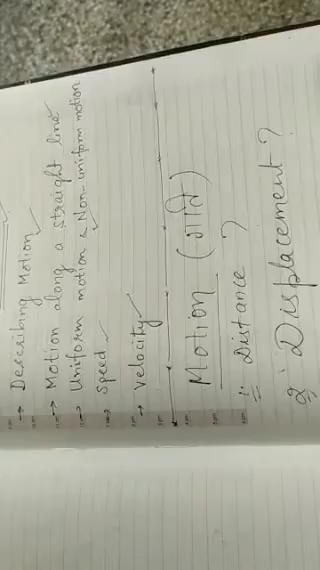 → Describing Motion
→ Motion along a straight line
→ Uniform motion & Non-uniform motion
→ Speed
→ Velocity
Motion (गति)
1. Distance ?
2. Displacement ?